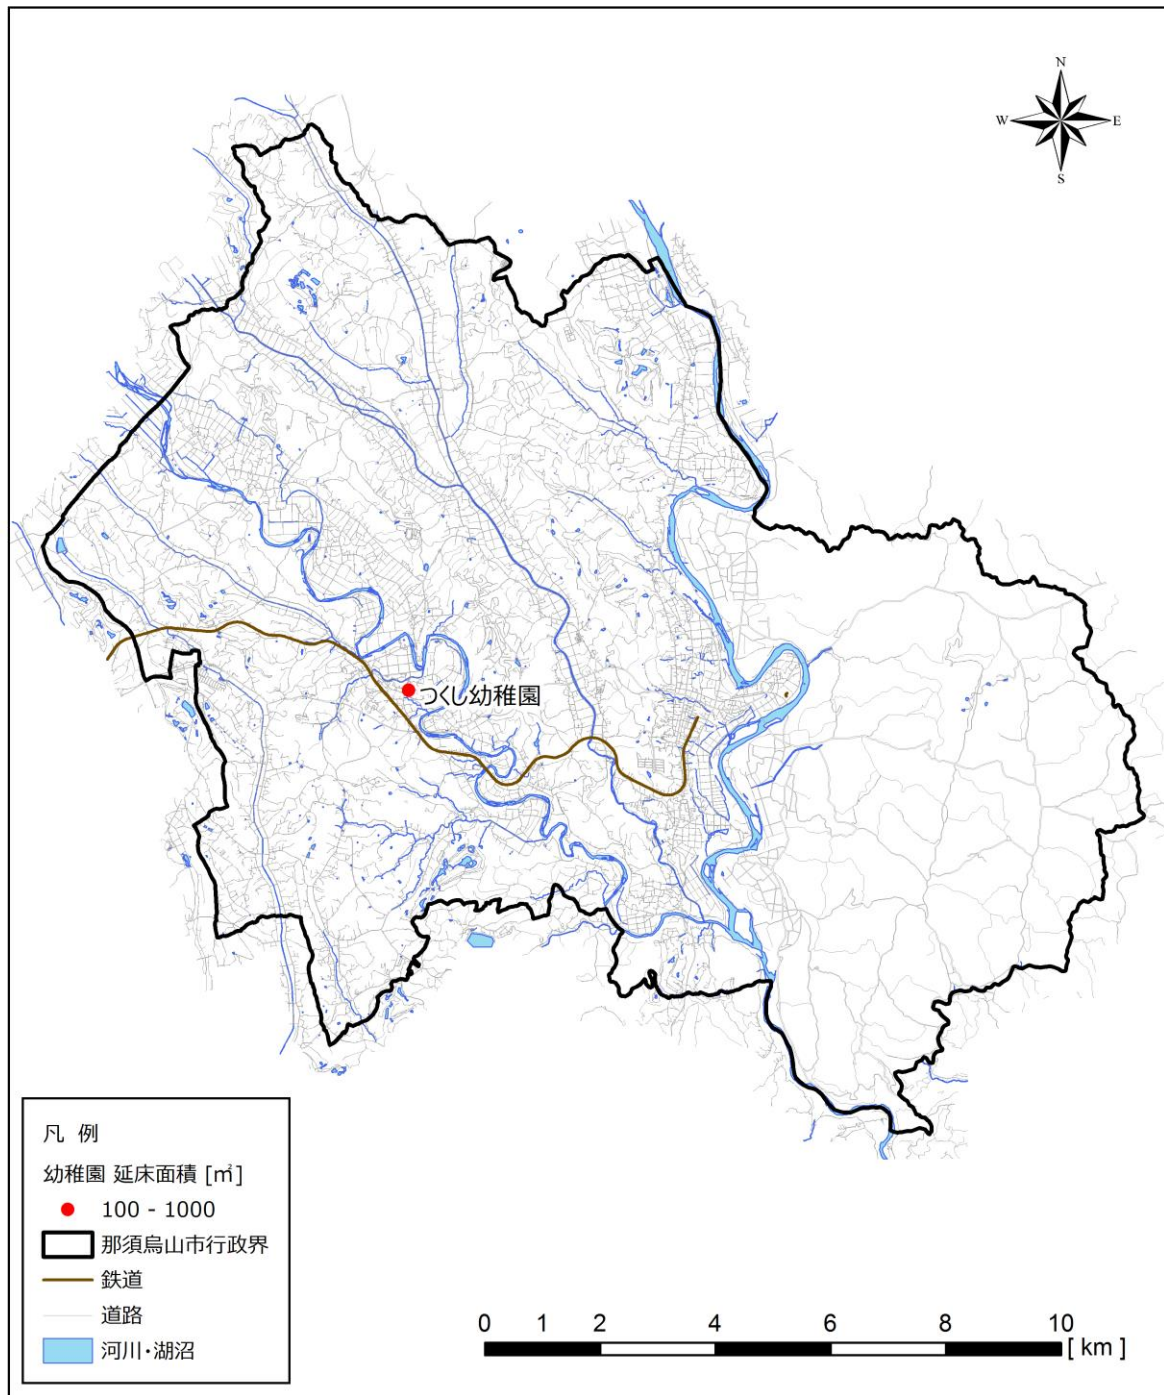 N
W E
S
つくし幼稚園
凡 例
幼稚園 延床面積 [㎡]
100 - 1000
那須烏山市行政界
鉄道
道路
河川・湖沼
0 1 2 4 6 8 10
[ km ]